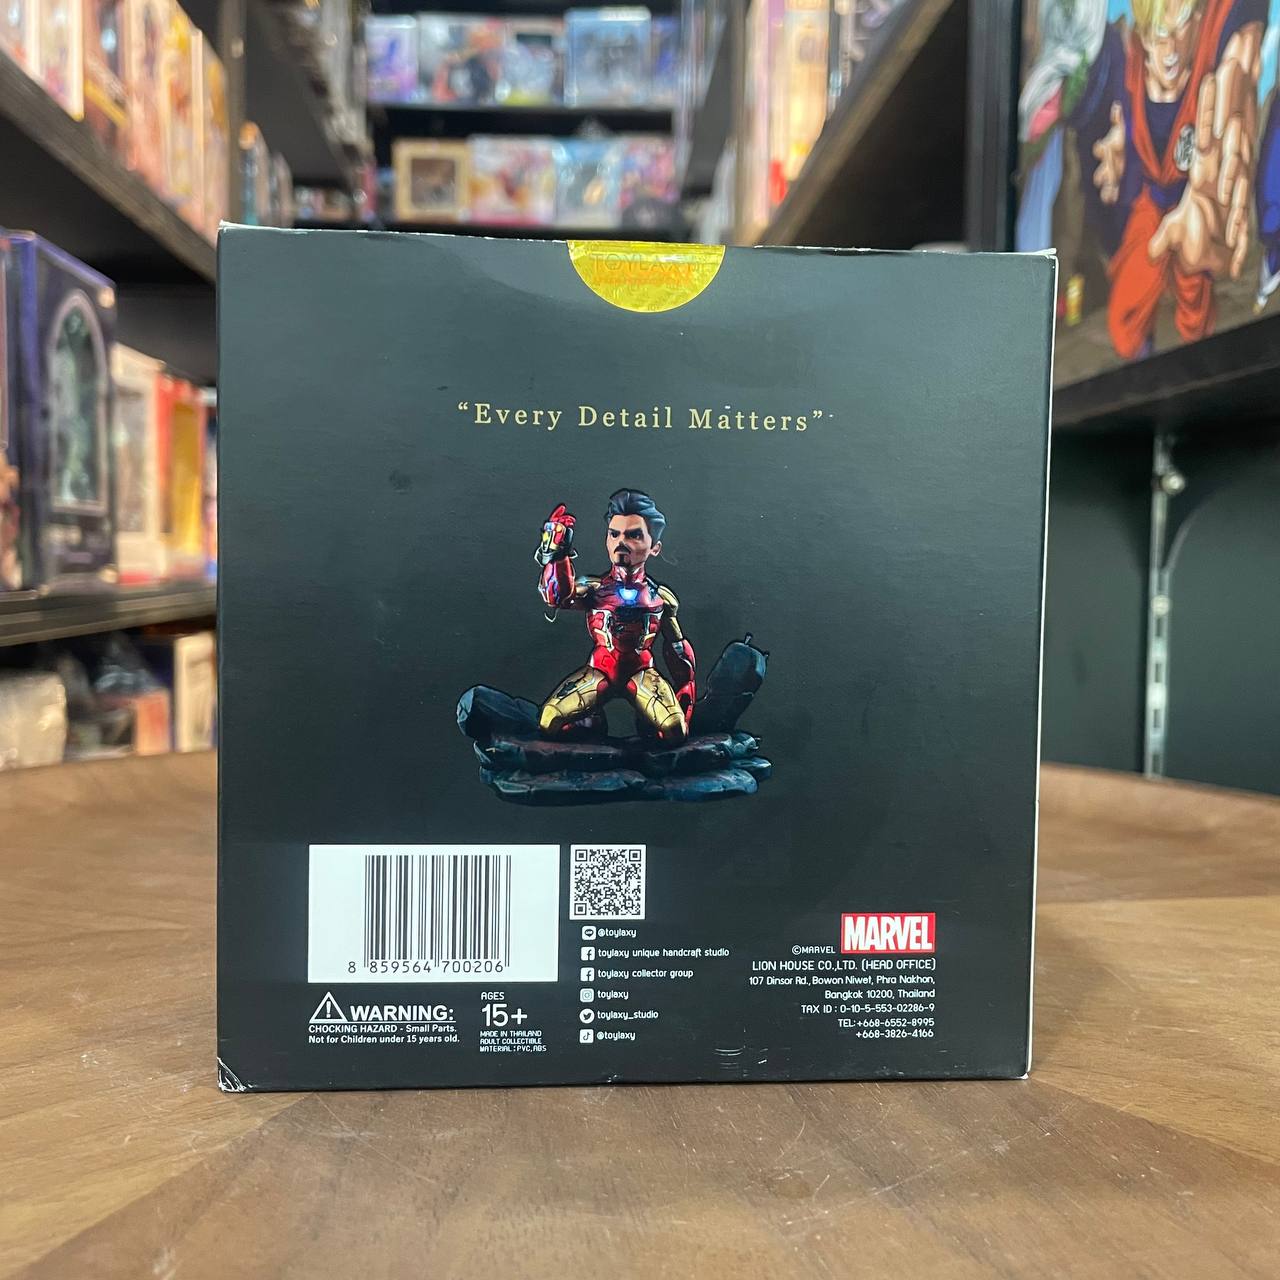 TOYLAXY
“Every Detail Matters”
8 859564 700206
WARNING:
CHOCKING HAZARD - Small Parts.
Not for Children under 15 years old.
AGES
15+
MADE IN THAILAND
ADULT COLLECTIBLE
MATERIAL : PVC, ABS
@toylaxy
toylaxy unique handcraft studio
toylaxy collector group
toylaxy
toylaxy_studio
@toylaxy
©MARVEL MARVEL
LION HOUSE CO.,LTD. (HEAD OFFICE)
107 Dinsor Rd., Bowon Niwet, Phra Nakhon,
Bangkok 10200, Thailand
TAX ID : 0-10-5-553-02286-9
TEL:+668-6552-8995
+668-3826-4166